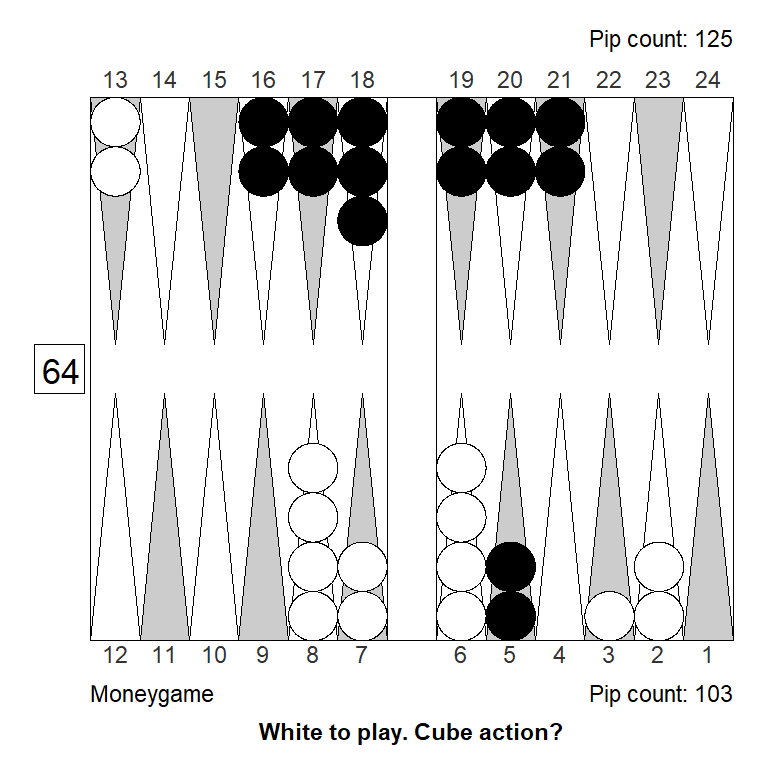 Pip count: 125
13 14 15 16 17 18 19 20 21 22 23 24
64
12 11 10 9 8 7 6 5 4 3 2 1
Moneygame Pip count: 103
White to play. Cube action?